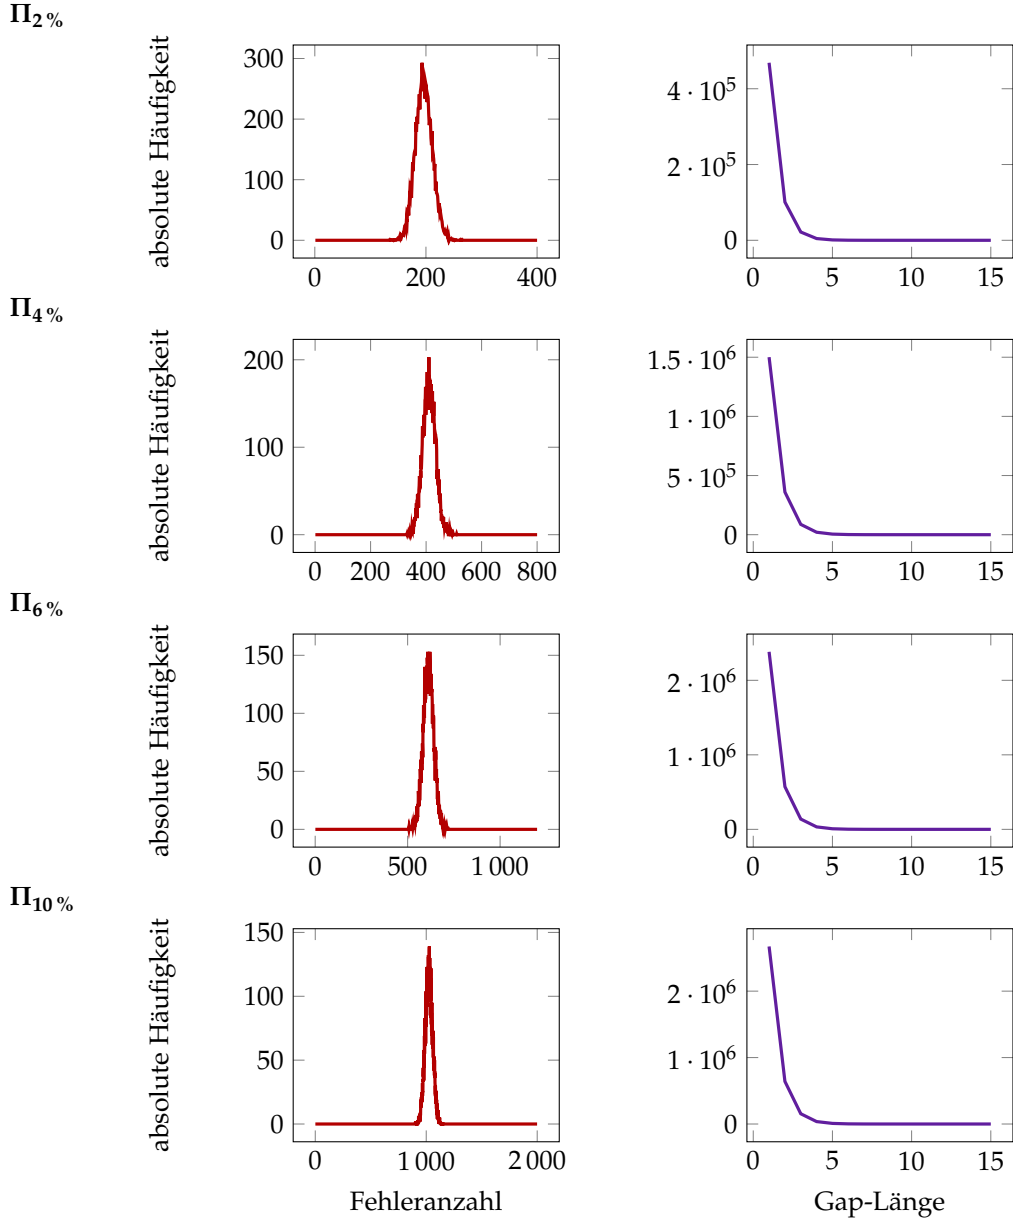 Π2 %
absolute Häufigkeit
300
200
100
0
0 200 400
4 · 10^5
2 · 10^5
0
0 5 10 15
Π4 %
absolute Häufigkeit
200
100
0
0 200 400 600 800
1.5 · 10^6
1 · 10^6
5 · 10^5
0
0 5 10 15
Π6 %
absolute Häufigkeit
150
100
50
0
0 500 1 000
2 · 10^6
1 · 10^6
0
0 5 10 15
Π10 %
absolute Häufigkeit
150
100
50
0
0 1 000 2 000
2 · 10^6
1 · 10^6
0
0 5 10 15
Fehleranzahl
Gap-Länge